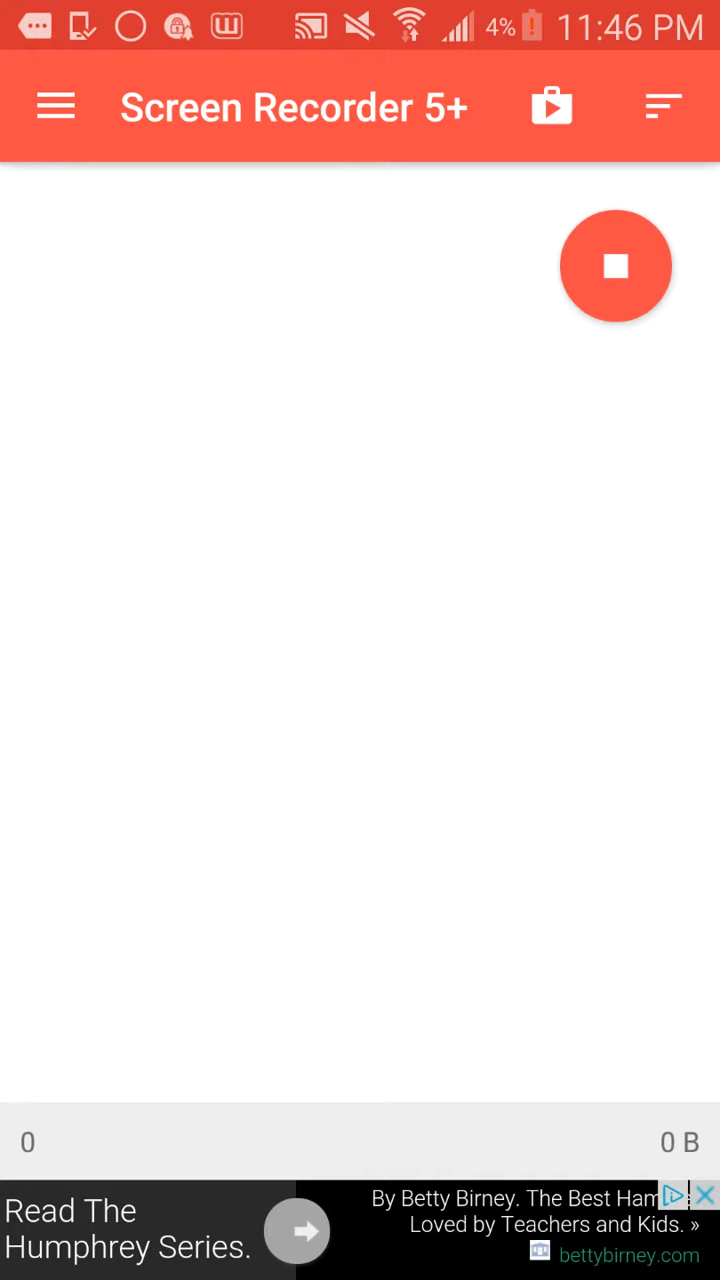 4% 11:46 PM
Screen Recorder 5+
0 0 B
Read The
Humphrey Series.
By Betty Birney. The Best Ham
Loved by Teachers and Kids. »
bettybirney.com